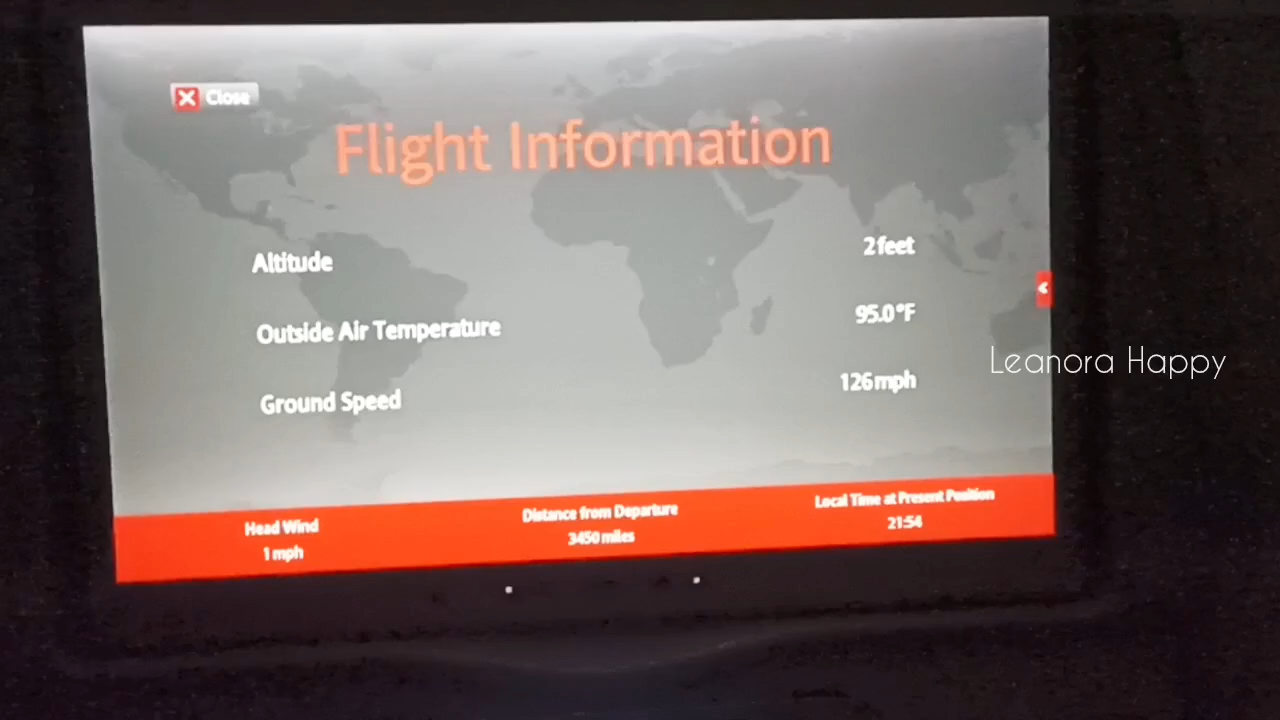 Close
Flight Information
Altitude 2 feet
Outside Air Temperature 95.0°F
Ground Speed 126 mph
Leanora Happy
Head Wind
1 mph
Distance from Departure
3450 miles
Local Time at Present Position
21:54